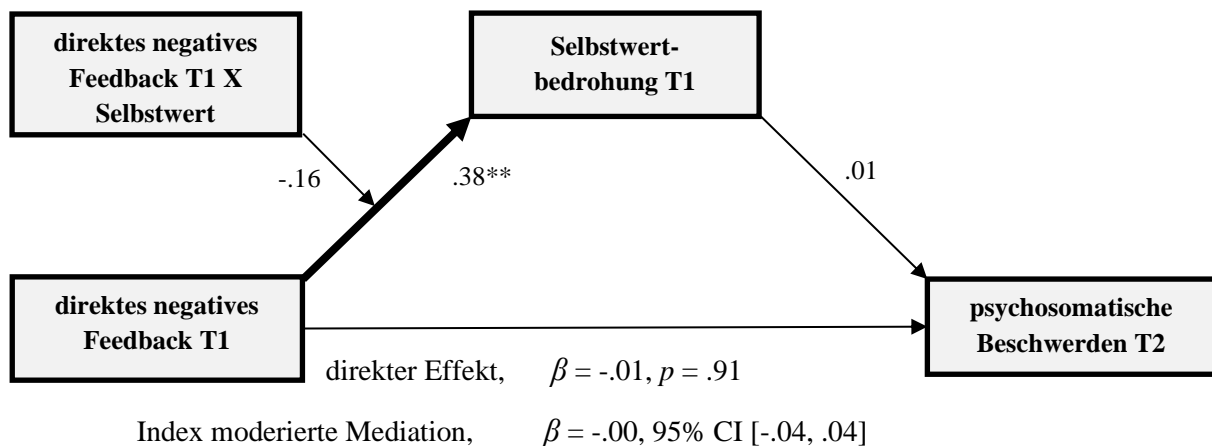 direktes negatives
Feedback T1 X
Selbstwert
Selbstwert-
bedrohung T1
-.16
.38**
.01
direktes negatives
Feedback T1
psychosomatische
Beschwerden T2
direkter Effekt, β = -.01, p = .91
Index moderierte Mediation, β = -.00, 95% CI [-.04, .04]